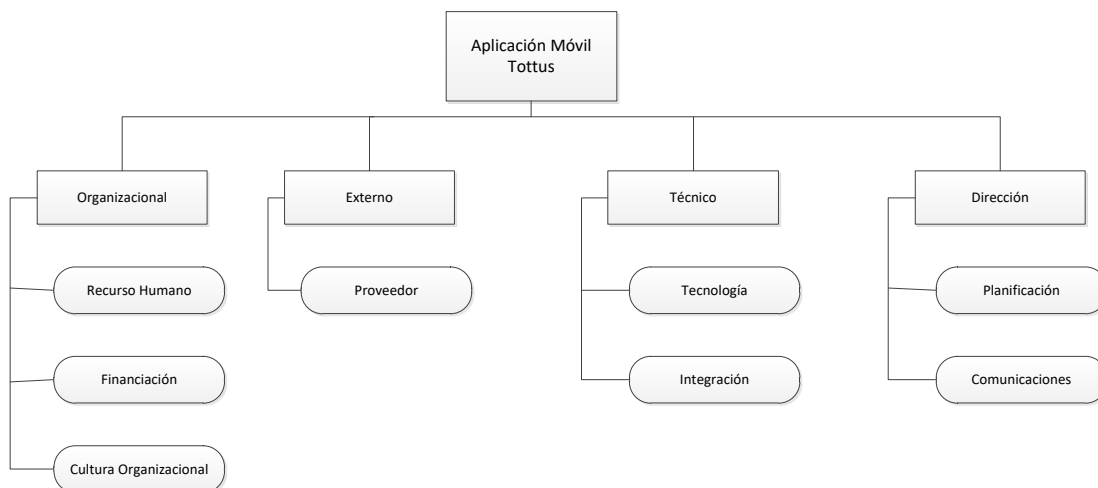 Aplicación Móvil
Tottus
Organizacional
Externo
Técnico
Dirección
Recurso Humano
Proveedor
Tecnología
Planificación
Financiación
Integración
Comunicaciones
Cultura Organizacional